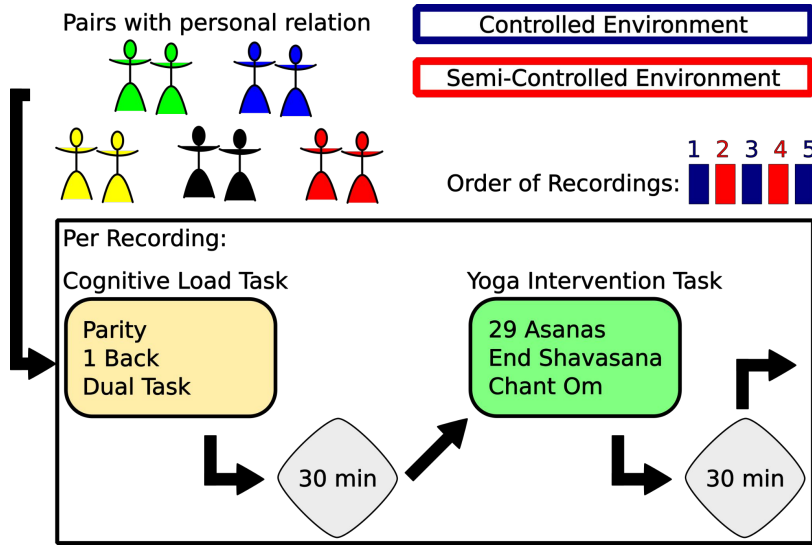 Pairs with personal relation
Controlled Environment
Semi-Controlled Environment
1 2 3 4 5
Order of Recordings:
Per Recording:
Cognitive Load Task
Parity
1 Back
Dual Task
30 min
Yoga Intervention Task
29 Asanas
End Shavasana
Chant Om
30 min